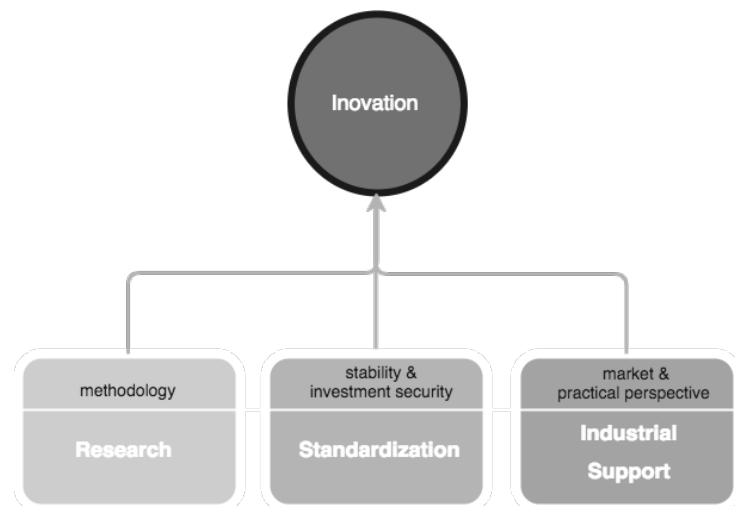 Inovation
methodology
Research
stability &
investment security
Standardization
market &
practical perspective
Industrial
Support